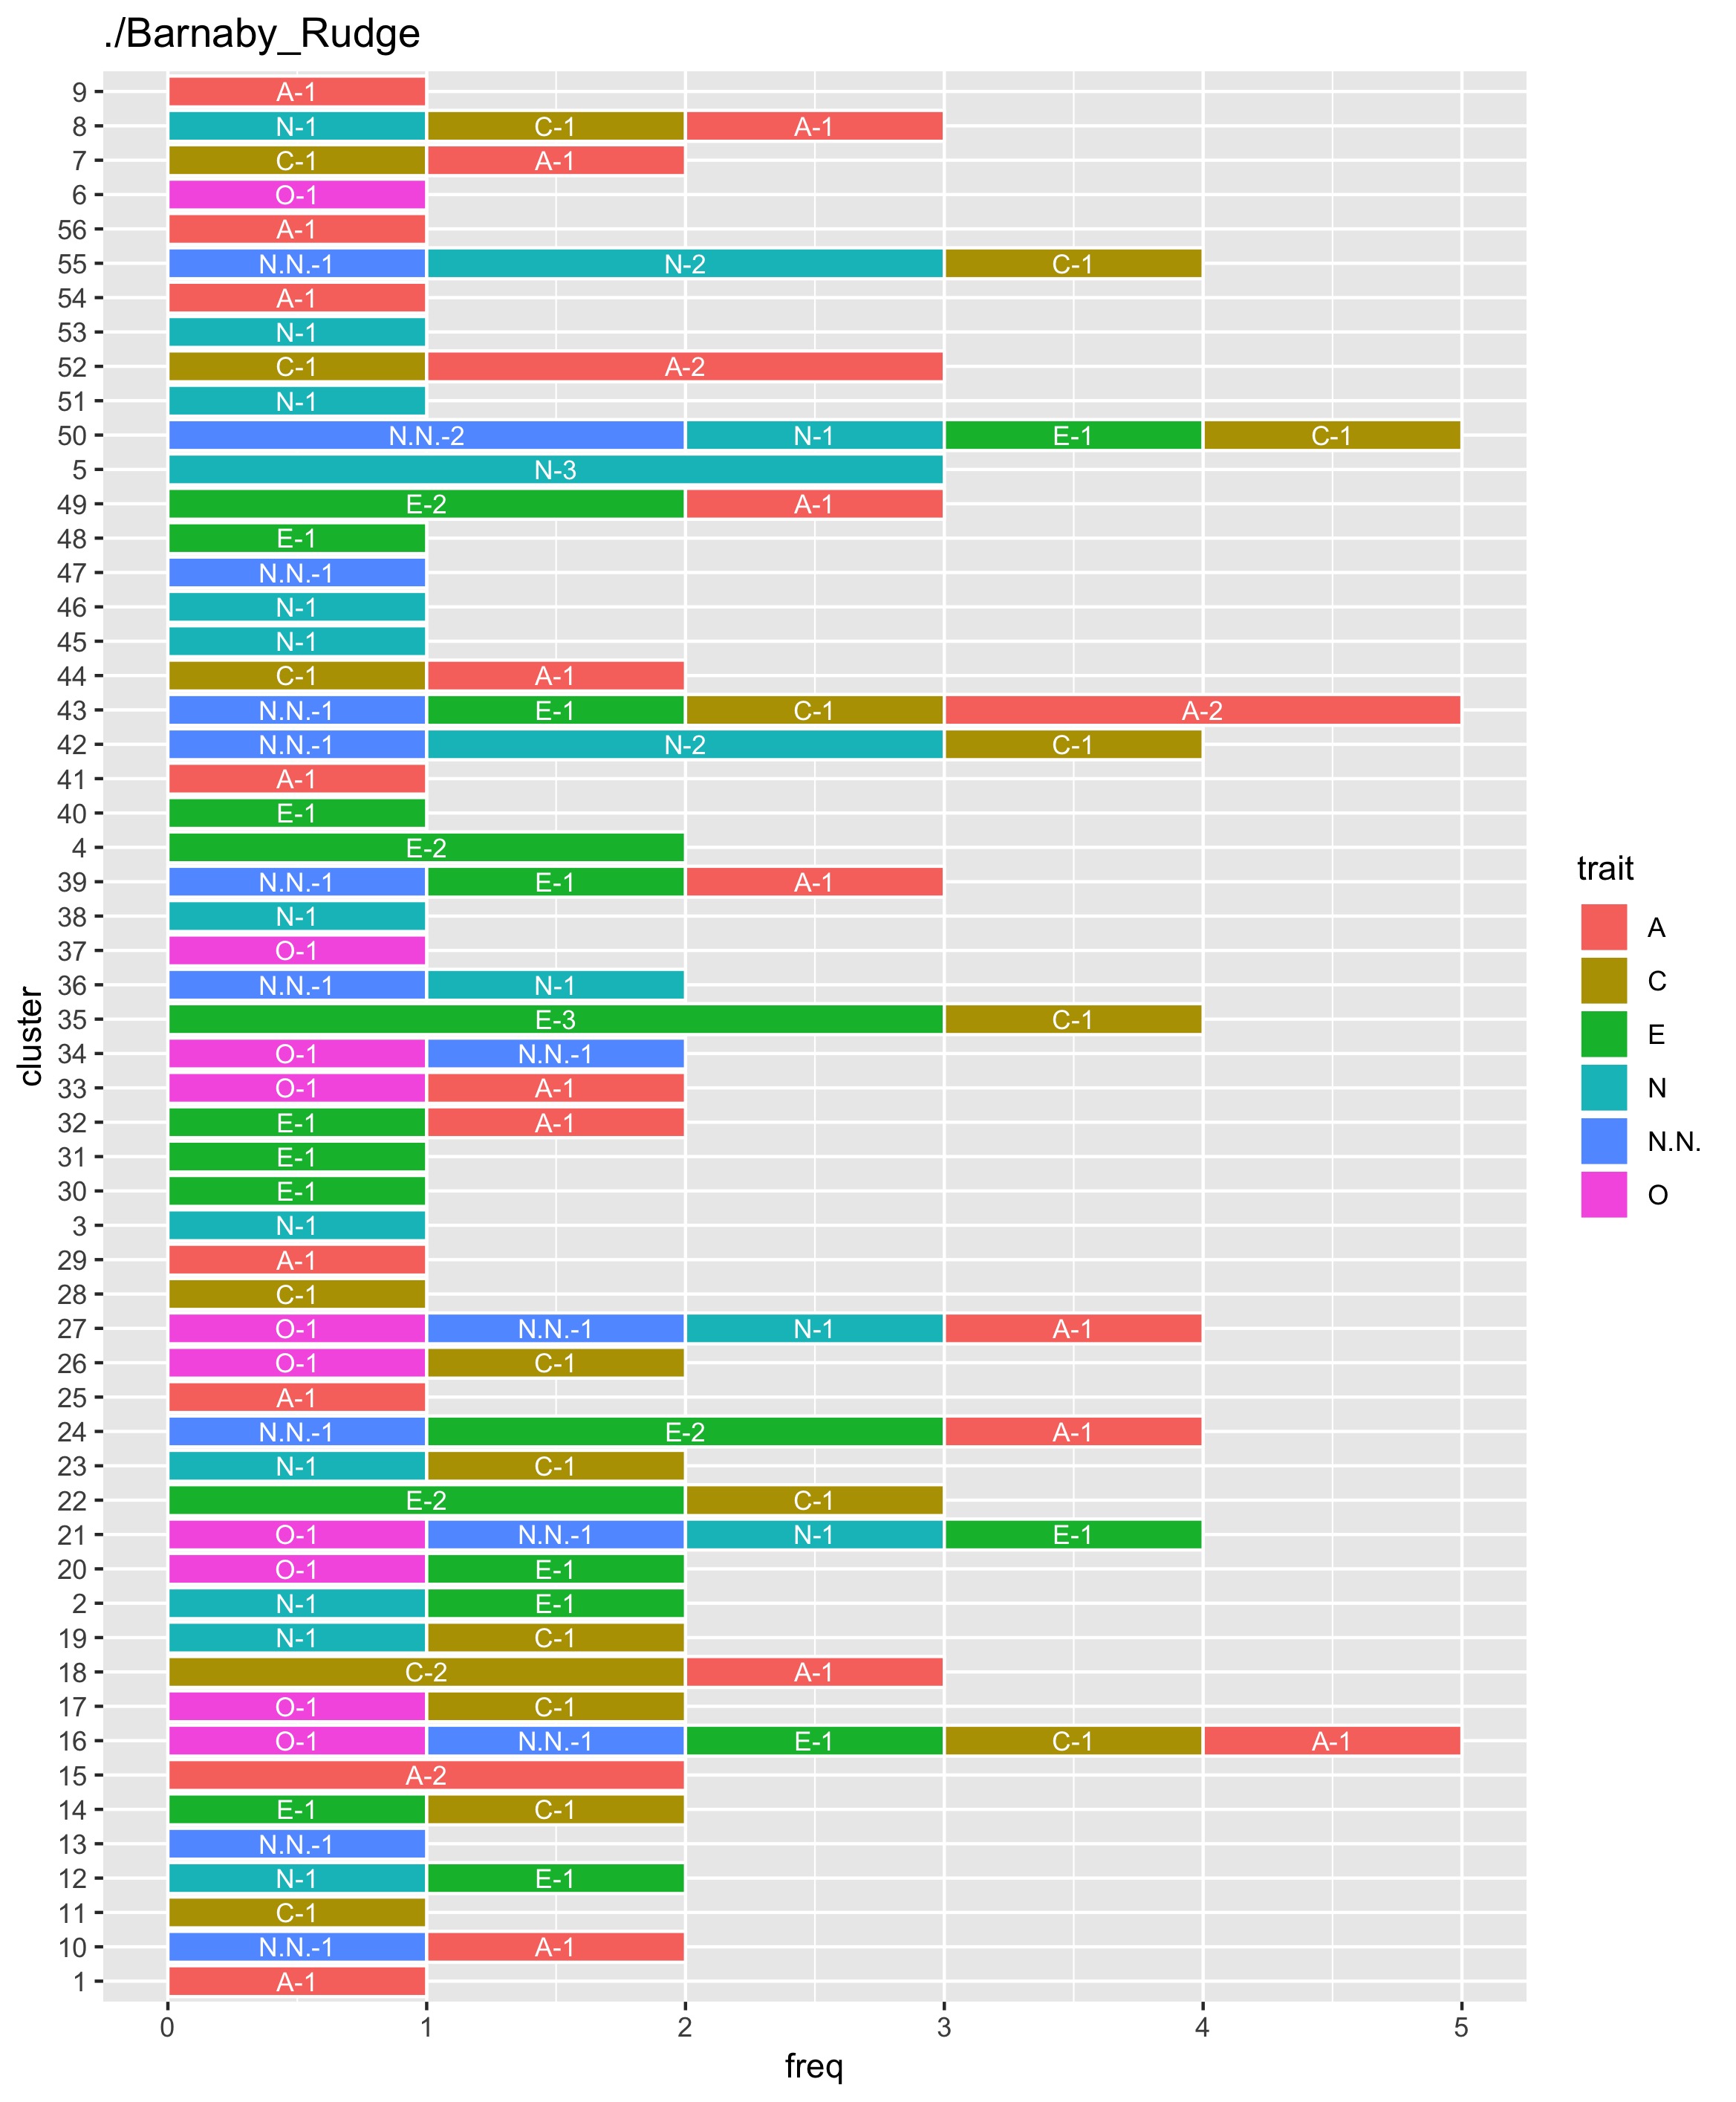 ./Barnaby_Rudge
9 A-1
8 N-1 C-1 A-1
7 C-1 A-1
6 O-1
56 A-1
55 N.N.-1 N-2 C-1
54 A-1
53 N-1
52 C-1 A-2
51 N-1
50 N.N.-2 N-1 E-1 C-1
5 N-3
49 E-2 A-1
48 E-1
47 N.N.-1
46 N-1
45 N-1
44 C-1 A-1
43 N.N.-1 E-1 C-1 A-2
42 N.N.-1 N-2 C-1
41 A-1
40 E-1
4 E-2
39 N.N.-1 E-1 A-1
38 N-1
37 O-1
36 N.N.-1 N-1
35 E-3 C-1
34 O-1 N.N.-1
33 O-1 A-1
32 E-1 A-1
31 E-1
30 E-1
3 N-1
29 A-1
28 C-1
27 O-1 N.N.-1 N-1 A-1
26 O-1 C-1
25 A-1
24 N.N.-1 E-2 A-1
23 N-1 C-1
22 E-2 C-1
21 O-1 N.N.-1 N-1 E-1
20 O-1 E-1
2 N-1 E-1
19 N-1 C-1
18 C-2 A-1
17 O-1 C-1
16 O-1 N.N.-1 E-1 C-1 A-1
15 A-2
14 E-1 C-1
13 N.N.-1
12 N-1 E-1
11 C-1
10 N.N.-1 A-1
1 A-1
0 1 2 3 4 5
freq
cluster
trait
A
C
E
N
N.N.
O